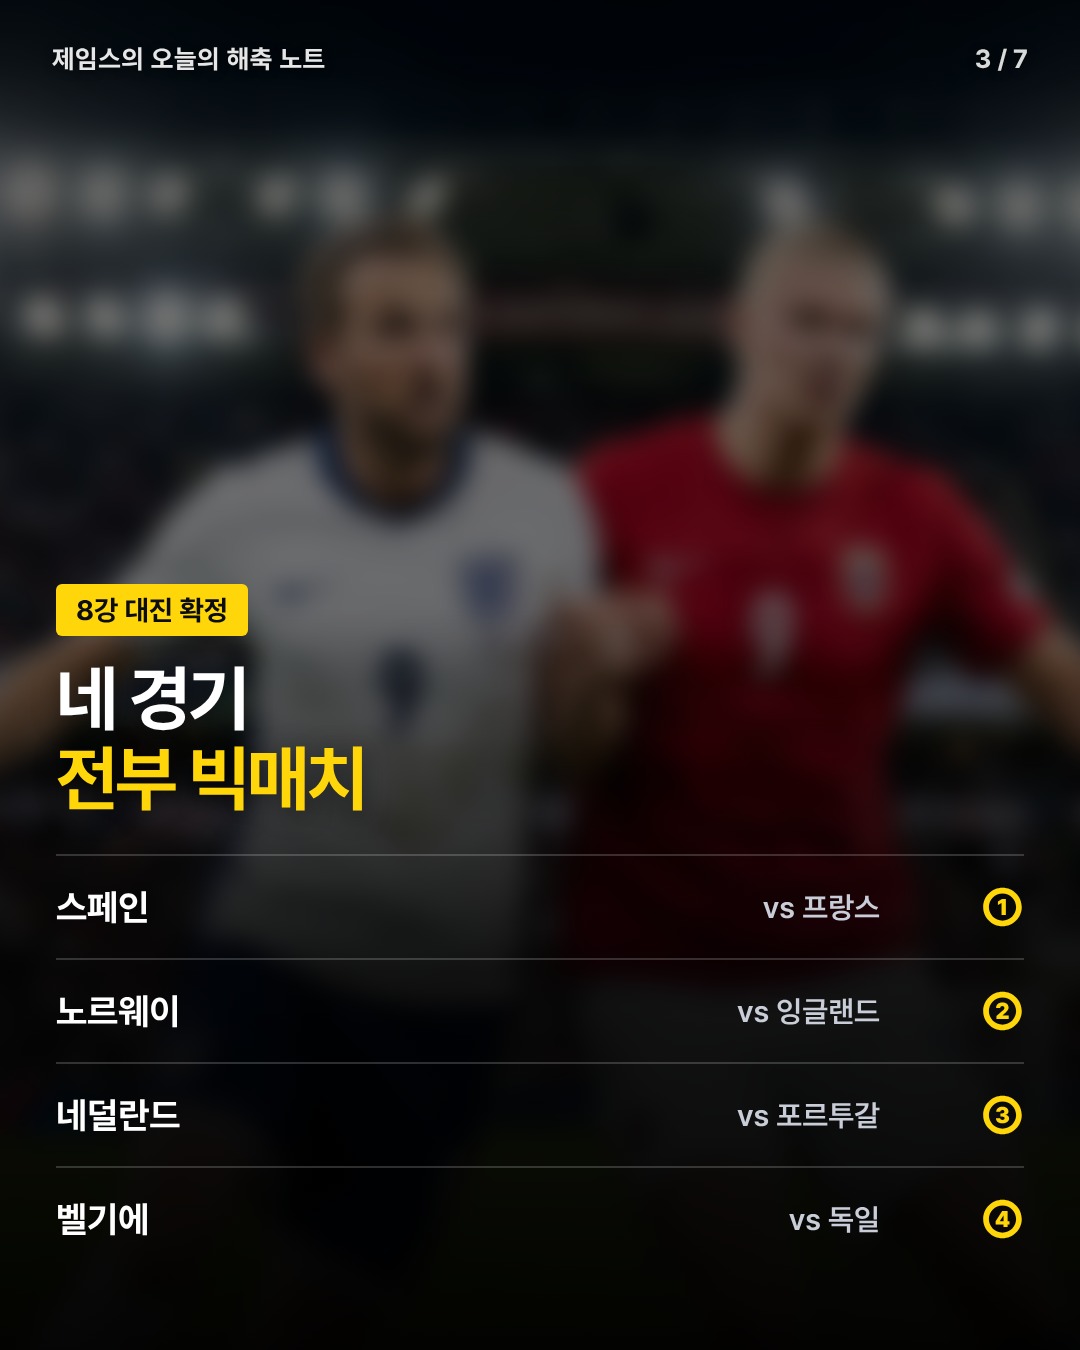 제임스의 오늘의 해축 노트
3 / 7
8강 대진 확정
네 경기
전부 빅매치
스페인 vs 프랑스 ①
노르웨이 vs 잉글랜드 ②
네덜란드 vs 포르투갈 ③
벨기에 vs 독일 ④